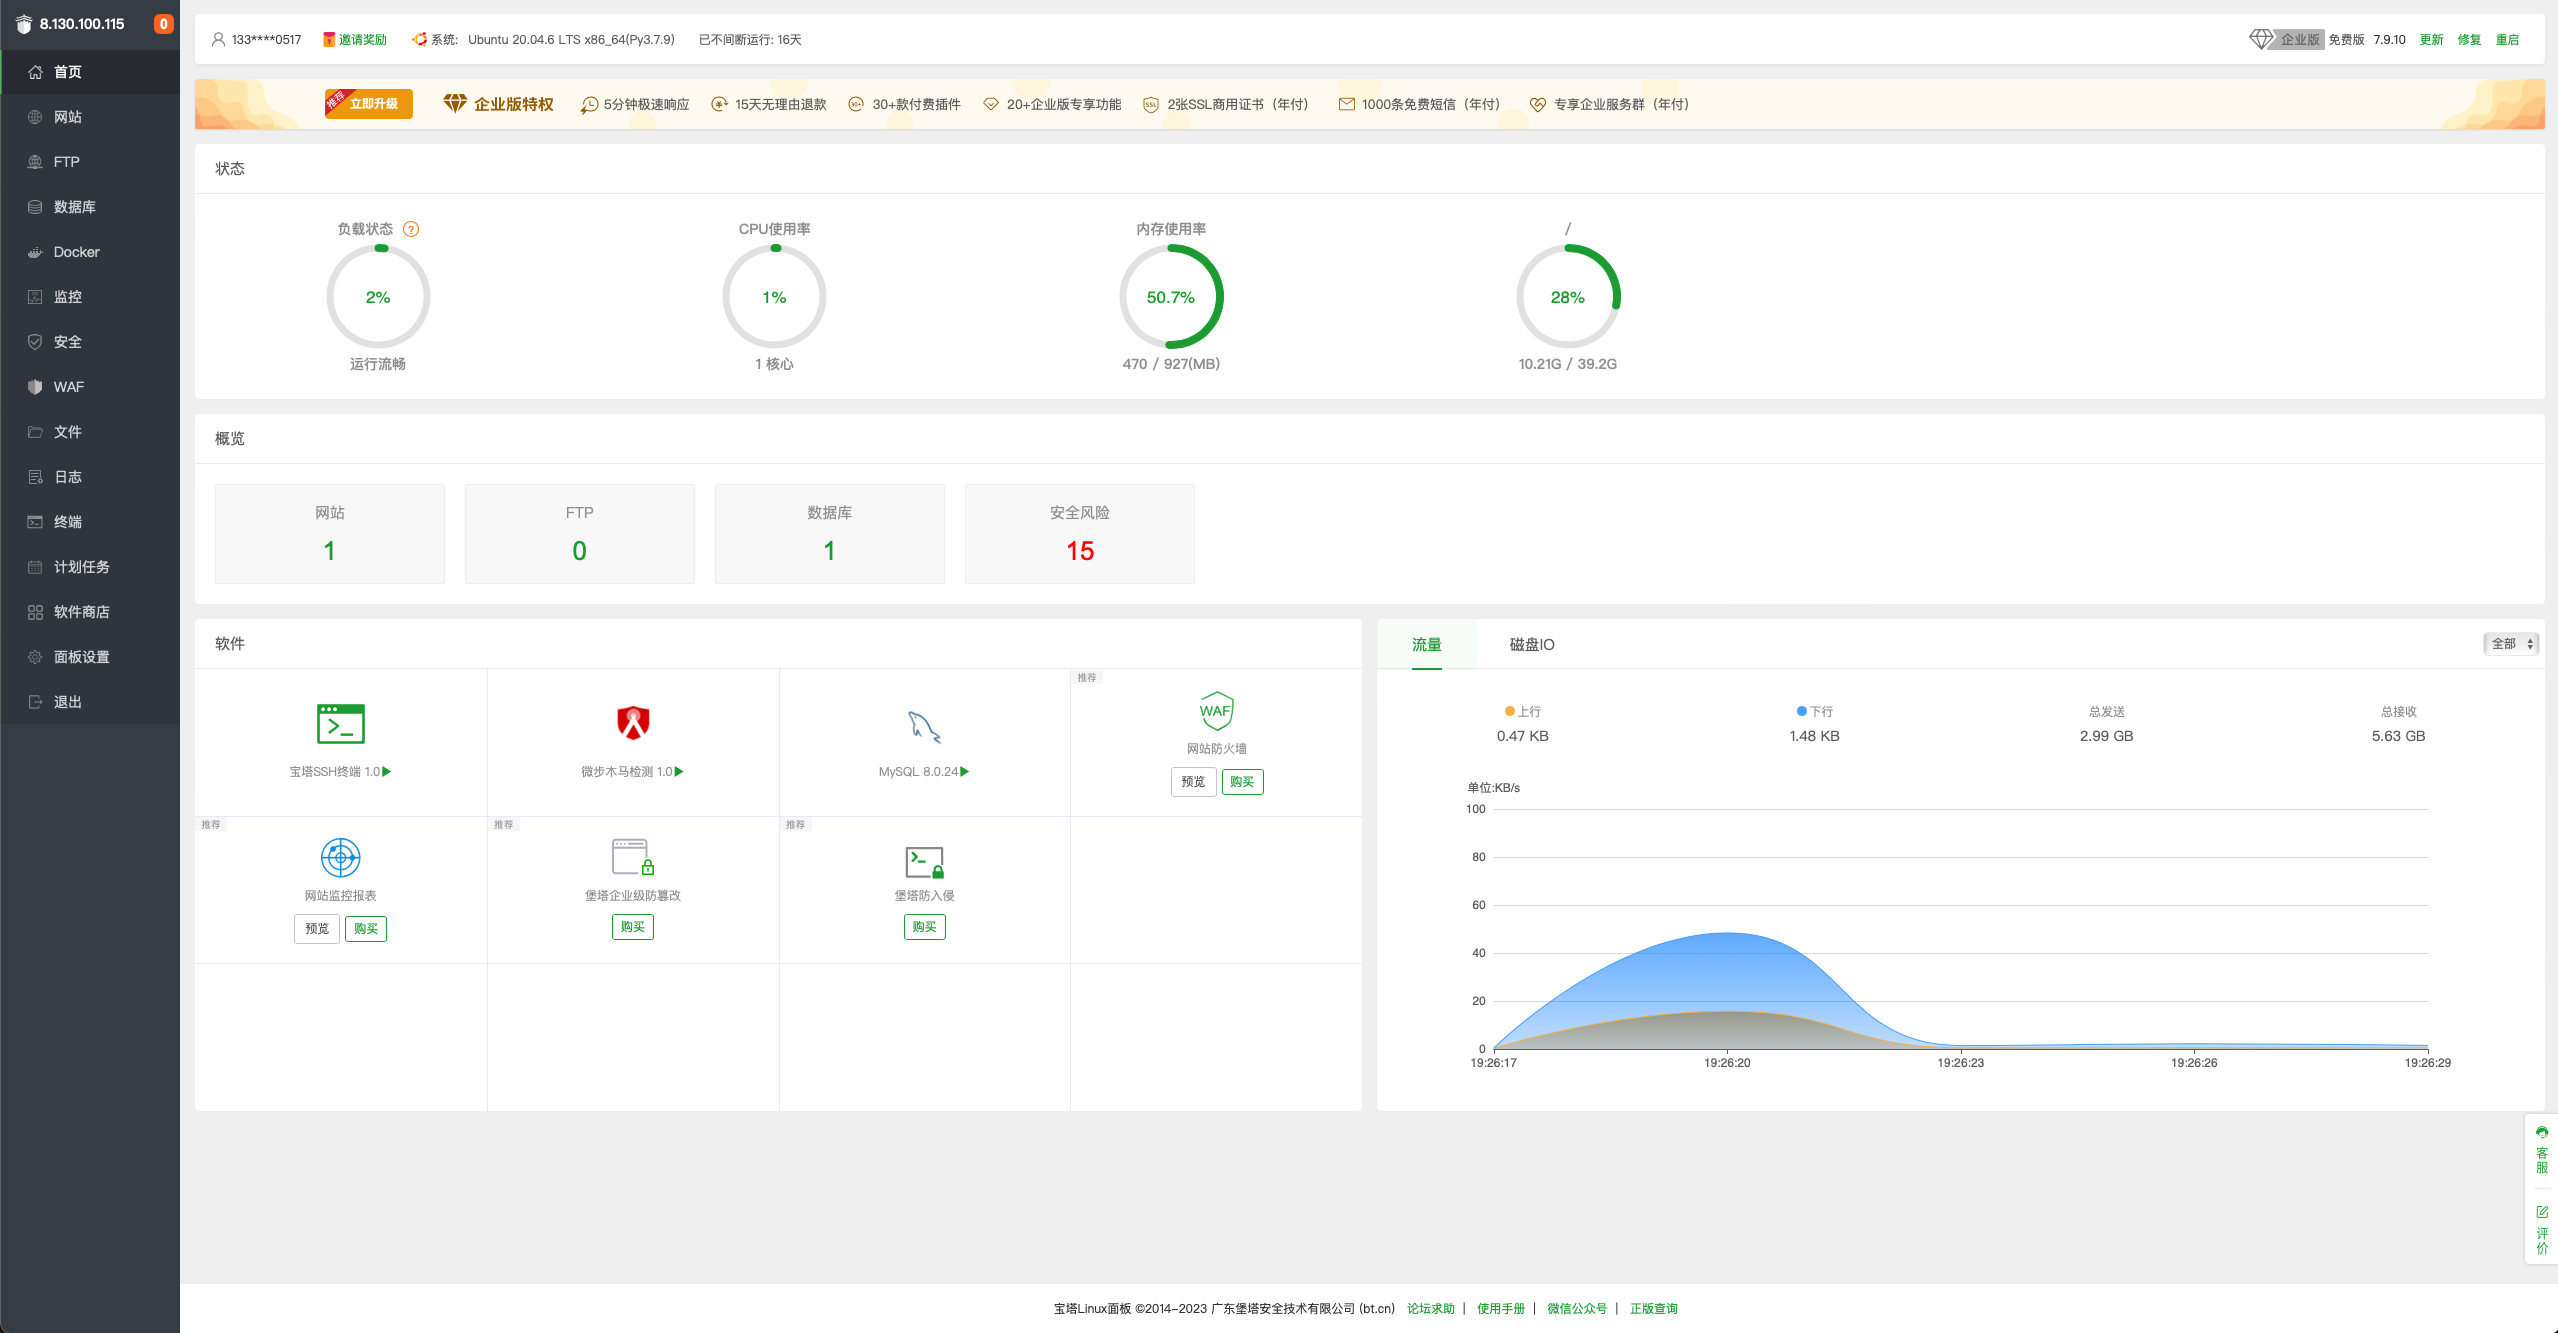 8.130.100.115 0
首页
网站
FTP
数据库
Docker
监控
安全
WAF
文件
日志
终端
计划任务
软件商店
面板设置
退出
133****0517 邀请奖励 系统: Ubuntu 20.04.6 LTS x86_64(Py3.7.9) 已不间断运行: 16天
企业版 免费版 7.9.10 更新 修复 重启
推荐 立即升级 企业版特权 5分钟极速响应 15天无理由退款 30+ 30+款付费插件 20+企业版专享功能 SSL 2张SSL商用证书（年付） 1000条免费短信（年付） 专享企业服务群（年付）
状态
负载状态 ?
2%
运行流畅
CPU使用率
1%
1 核心
内存使用率
50.7%
470 / 927(MB)
/
28%
10.21G / 39.2G
概览
网站
1
FTP
0
数据库
1
安全风险
15
软件
宝塔SSH终端 1.0
微步木马检测 1.0
MySQL 8.0.24
推荐
WAF
网站防火墙
预览 购买
推荐
网站监控报表
预览 购买
推荐
堡塔企业级防篡改
购买
推荐
堡塔防入侵
购买
流量 磁盘IO 全部
上行 下行 总发送 总接收
0.47 KB 1.48 KB 2.99 GB 5.63 GB
单位:KB/s
100
80
60
40
20
0
19:26:17 19:26:20 19:26:23 19:26:26 19:26:29
客服
评价
宝塔Linux面板 ©2014-2023 广东堡塔安全技术有限公司 (bt.cn) 论坛求助 | 使用手册 | 微信公众号 | 正版查询